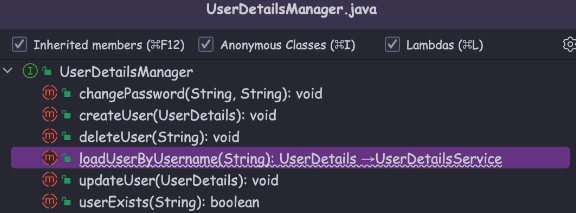 UserDetailsManager.java
Inherited members (⌘F12) Anonymous Classes (⌘I) Lambdas (⌘L)
I UserDetailsManager
m changePassword(String, String): void
m createUser(UserDetails): void
m deleteUser(String): void
m loadUserByUsername(String): UserDetails →UserDetailsService
m updateUser(UserDetails): void
m userExists(String): boolean